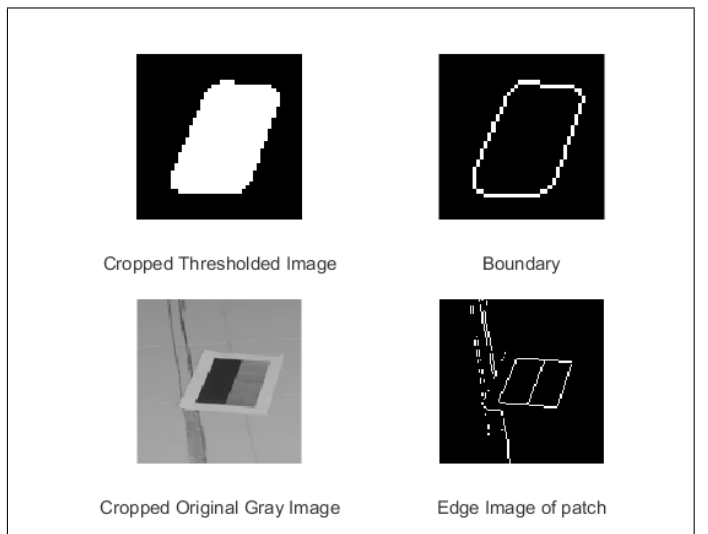 Cropped Thresholded Image
Boundary
Cropped Original Gray Image
Edge Image of patch